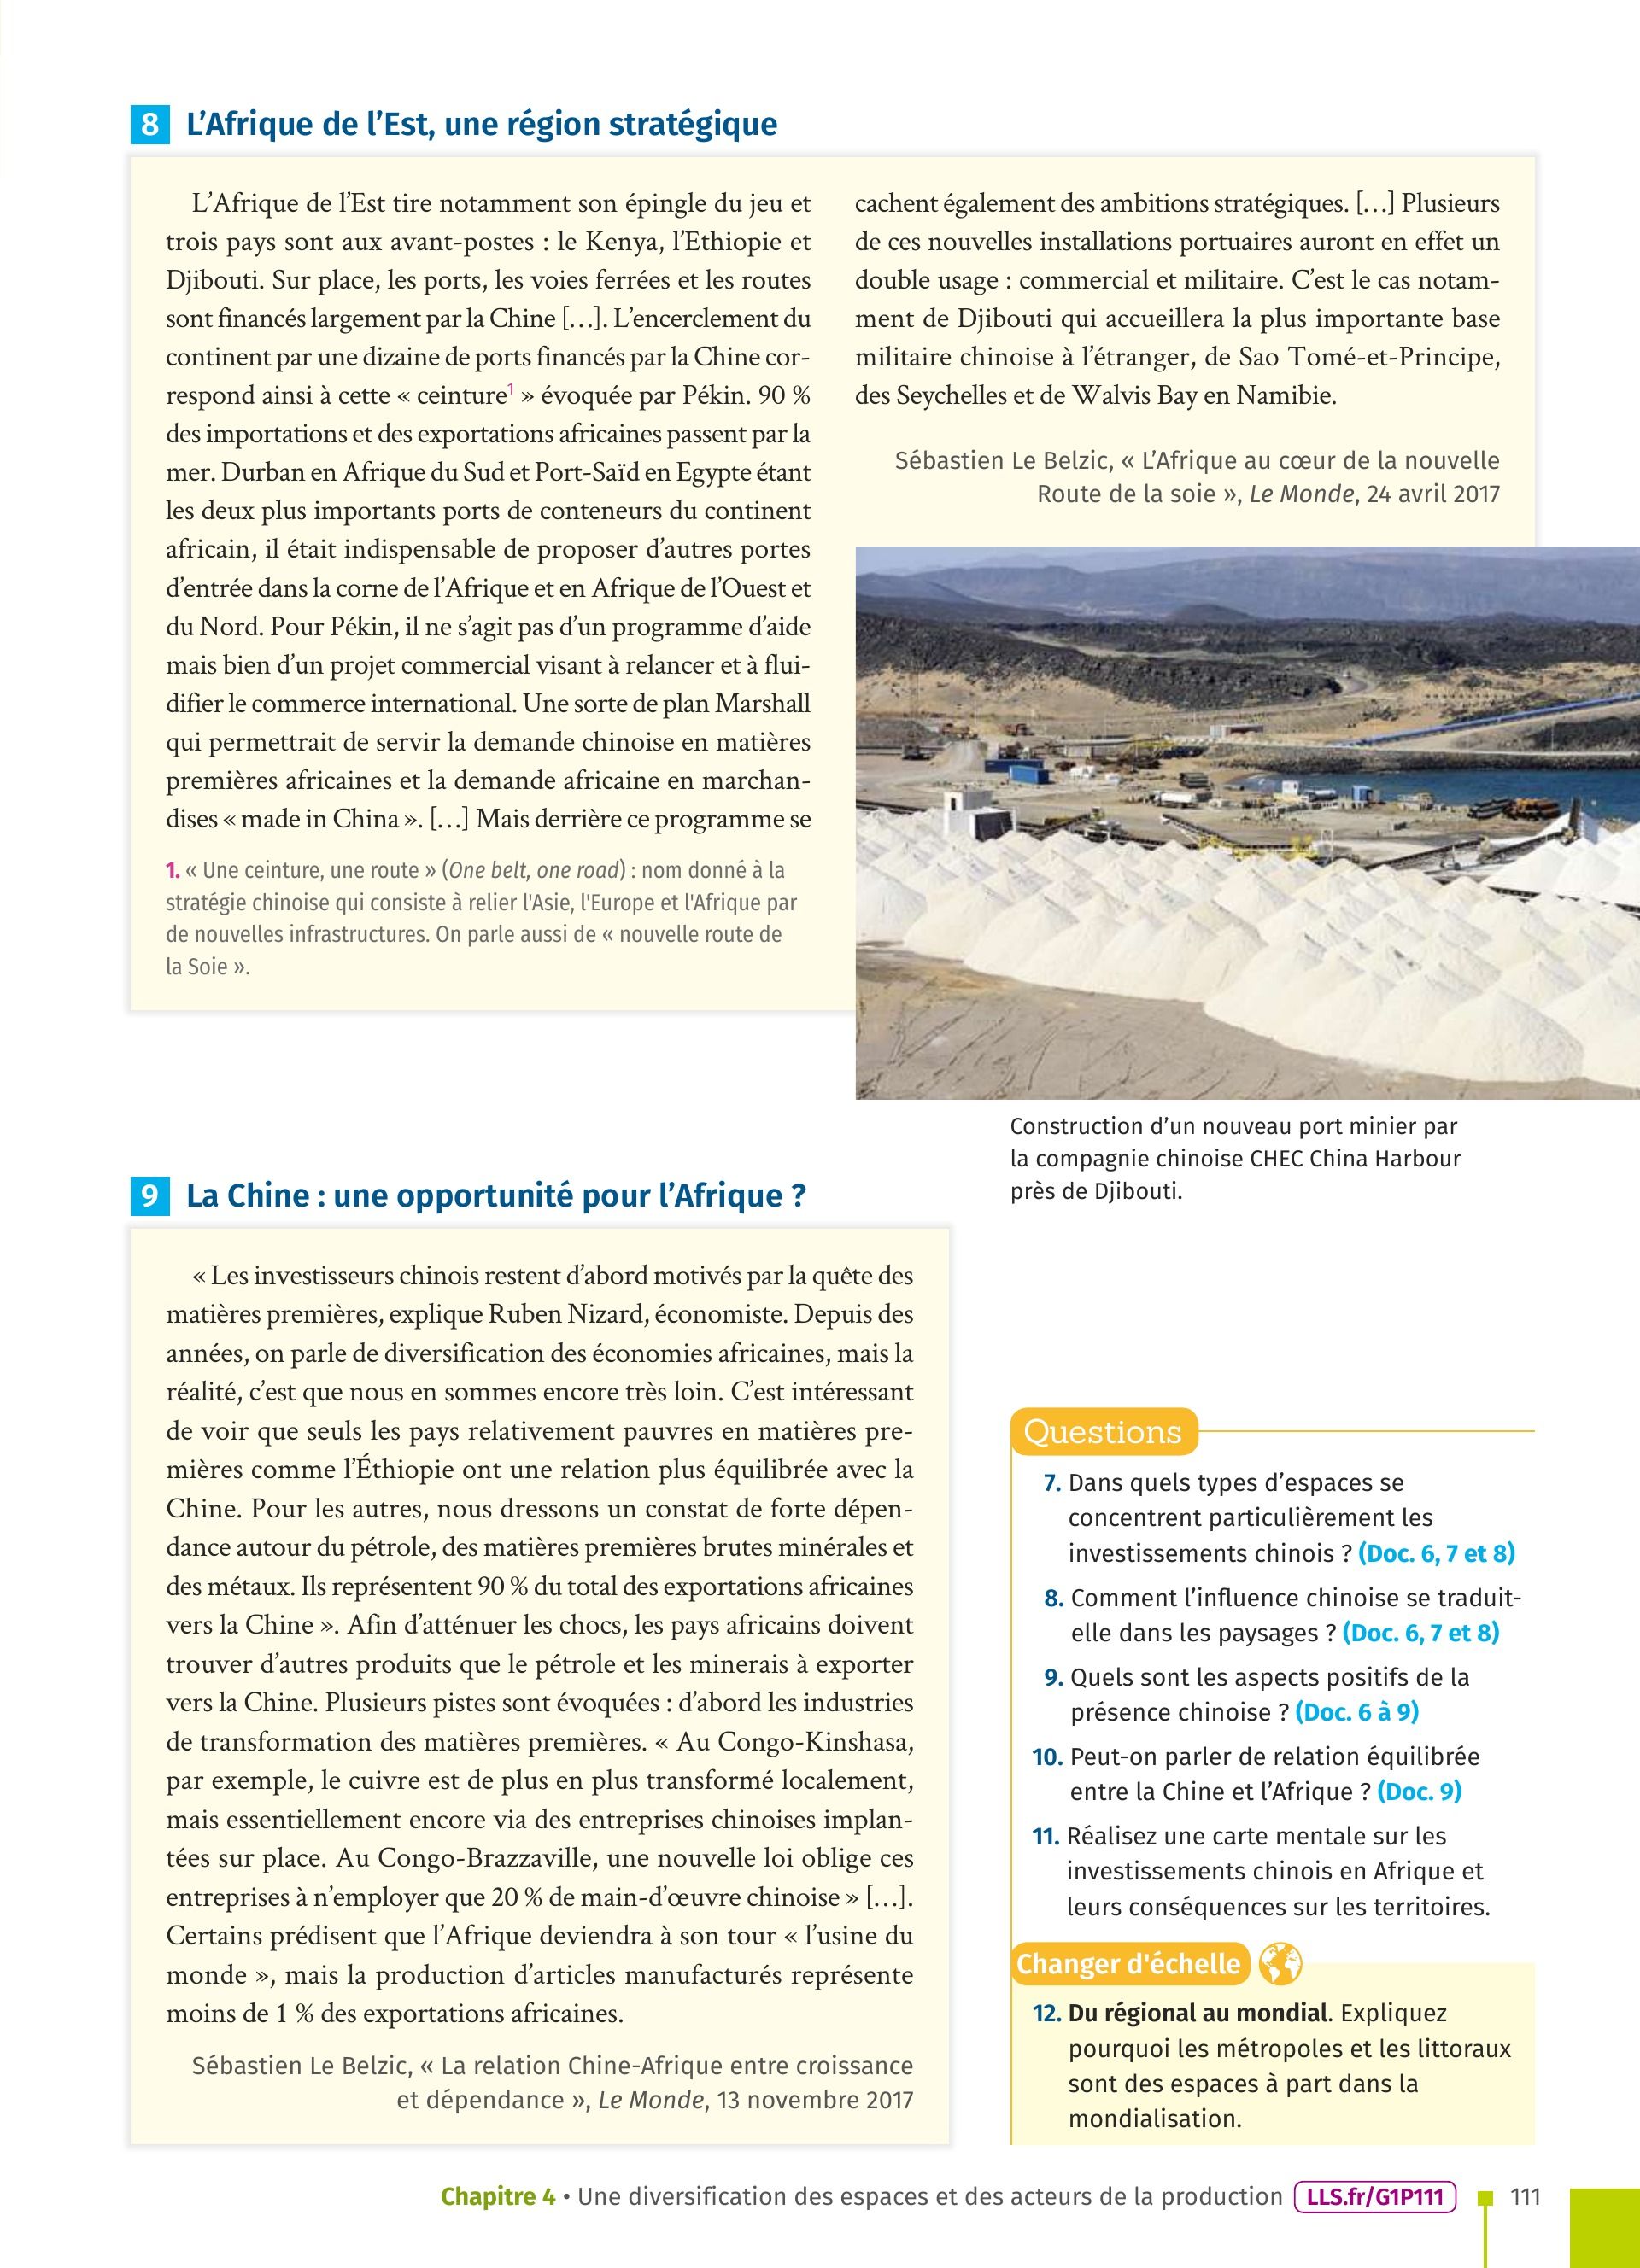 8 L’Afrique de l’Est, une région stratégique
L’Afrique de l’Est tire notamment son épingle du jeu et
trois pays sont aux avant-postes : le Kenya, l’Ethiopie et
Djibouti. Sur place, les ports, les voies ferrées et les routes
sont financés largement par la Chine […]. L’encerclement du
continent par une dizaine de ports financés par la Chine cor-
respond ainsi à cette « ceinture1 » évoquée par Pékin. 90 %
des importations et des exportations africaines passent par la
mer. Durban en Afrique du Sud et Port-Saïd en Egypte étant
les deux plus importants ports de conteneurs du continent
africain, il était indispensable de proposer d’autres portes
d’entrée dans la corne de l’Afrique et en Afrique de l’Ouest et
du Nord. Pour Pékin, il ne s’agit pas d’un programme d’aide
mais bien d’un projet commercial visant à relancer et à flui-
difier le commerce international. Une sorte de plan Marshall
qui permettrait de servir la demande chinoise en matières
premières africaines et la demande africaine en marchan-
dises « made in China ». […] Mais derrière ce programme se
1. « Une ceinture, une route » (One belt, one road) : nom donné à la
stratégie chinoise qui consiste à relier l'Asie, l'Europe et l'Afrique par
de nouvelles infrastructures. On parle aussi de « nouvelle route de
la Soie ».
cachent également des ambitions stratégiques. […] Plusieurs
de ces nouvelles installations portuaires auront en effet un
double usage : commercial et militaire. C’est le cas notam-
ment de Djibouti qui accueillera la plus importante base
militaire chinoise à l’étranger, de Sao Tomé-et-Principe,
des Seychelles et de Walvis Bay en Namibie.
Sébastien Le Belzic, « L’Afrique au cœur de la nouvelle
Route de la soie », Le Monde, 24 avril 2017
Construction d’un nouveau port minier par
la compagnie chinoise CHEC China Harbour
près de Djibouti.
9 La Chine : une opportunité pour l’Afrique ?
« Les investisseurs chinois restent d’abord motivés par la quête des
matières premières, explique Ruben Nizard, économiste. Depuis des
années, on parle de diversification des économies africaines, mais la
réalité, c’est que nous en sommes encore très loin. C’est intéressant
de voir que seuls les pays relativement pauvres en matières pre-
mières comme l’Éthiopie ont une relation plus équilibrée avec la
Chine. Pour les autres, nous dressons un constat de forte dépen-
dance autour du pétrole, des matières premières brutes minérales et
des métaux. Ils représentent 90 % du total des exportations africaines
vers la Chine ». Afin d’atténuer les chocs, les pays africains doivent
trouver d’autres produits que le pétrole et les minerais à exporter
vers la Chine. Plusieurs pistes sont évoquées : d’abord les industries
de transformation des matières premières. « Au Congo-Kinshasa,
par exemple, le cuivre est de plus en plus transformé localement,
mais essentiellement encore via des entreprises chinoises implan-
tées sur place. Au Congo-Brazzaville, une nouvelle loi oblige ces
entreprises à n’employer que 20 % de main-d’œuvre chinoise » […].
Certains prédisent que l’Afrique deviendra à son tour « l’usine du
monde », mais la production d’articles manufacturés représente
moins de 1 % des exportations africaines.
Sébastien Le Belzic, « La relation Chine-Afrique entre croissance
et dépendance », Le Monde, 13 novembre 2017
Questions
7. Dans quels types d’espaces se
concentrent particulièrement les
investissements chinois ? (Doc. 6, 7 et 8)
8. Comment l’influence chinoise se traduit-
elle dans les paysages ? (Doc. 6, 7 et 8)
9. Quels sont les aspects positifs de la
présence chinoise ? (Doc. 6 à 9)
10. Peut-on parler de relation équilibrée
entre la Chine et l’Afrique ? (Doc. 9)
11. Réalisez une carte mentale sur les
investissements chinois en Afrique et
leurs conséquences sur les territoires.
Changer d'échelle
12. Du régional au mondial. Expliquez
pourquoi les métropoles et les littoraux
sont des espaces à part dans la
mondialisation.
Chapitre 4 • Une diversification des espaces et des acteurs de la production LLS.fr/G1P111 111